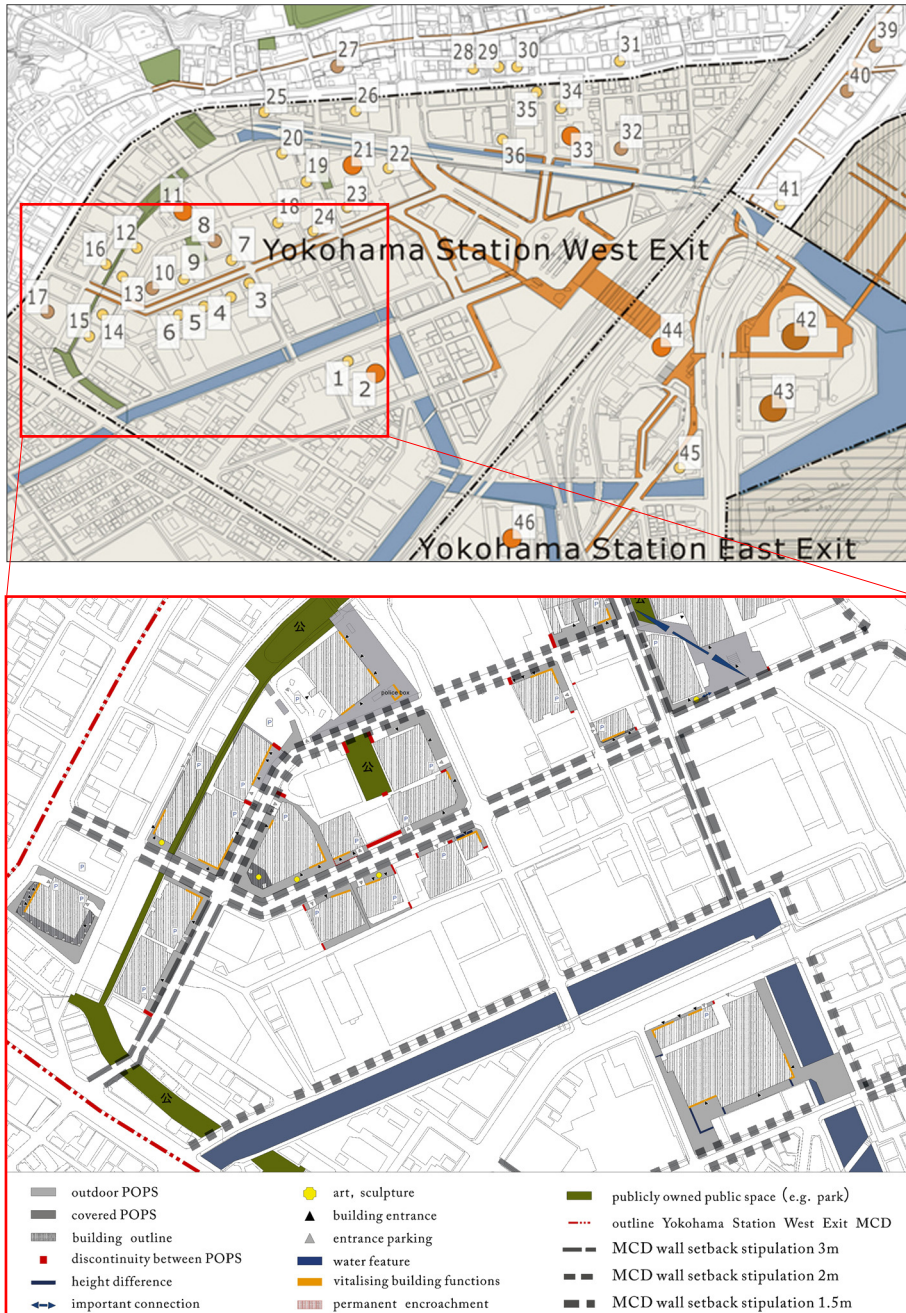 39
27
28 29 30 31
40
25 26 34
35
20 32
21 22 33
19 36
11 23 41
18
8 24
16 12 7 Yokohama Station West Exit
10 9
17 13 3
4 44 42
15 14 6 5
1
2 43
45
46
Yokohama Station East Exit
公
police box
P
P
公
P
P
P
P
公
outdoor POPS
covered POPS
building outline
discontinuity between POPS
height difference
important connection
art, sculpture
building entrance
entrance parking
water feature
vitalising building functions
permanent encroachment
publicly owned public space (e.g. park)
outline Yokohama Station West Exit MCD
MCD wall setback stipulation 3m
MCD wall setback stipulation 2m
MCD wall setback stipulation 1.5m